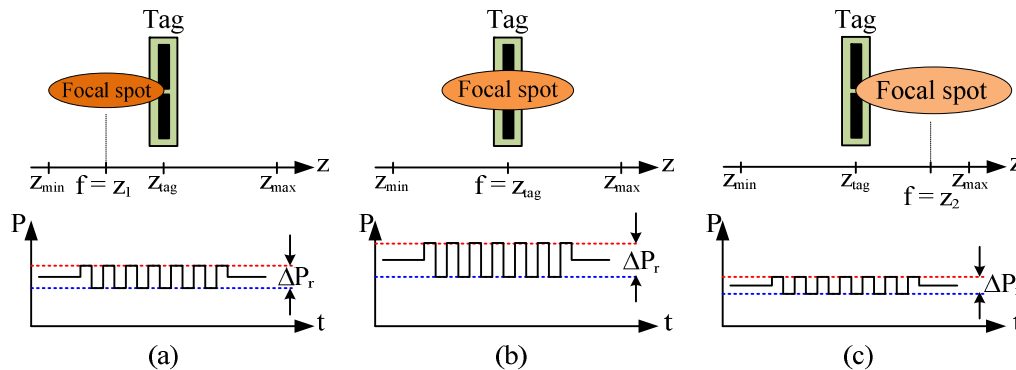 Tag
Focal spot
z
z_min
f = z_1
z_tag
z_max
P
ΔP_r
t
(a)
Tag
Focal spot
z
z_min
f = z_tag
z_max
P
ΔP_r
t
(b)
Tag
Focal spot
z
z_min
z_tag
f = z_2
z_max
P
ΔP_r
t
(c)